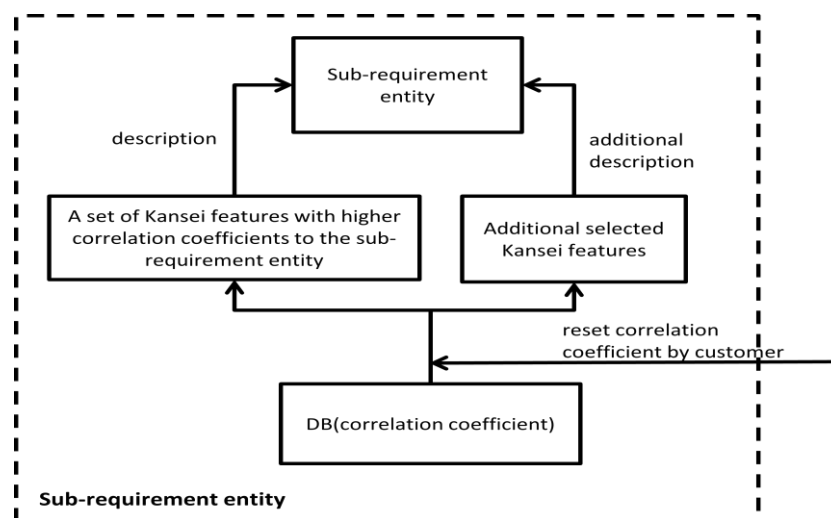 Sub-requirement
entity
description
additional
description
A set of Kansei features with higher
correlation coefficients to the sub-
requirement entity
Additional selected
Kansei features
reset correlation
coefficient by customer
DB(correlation coefficient)
Sub-requirement entity